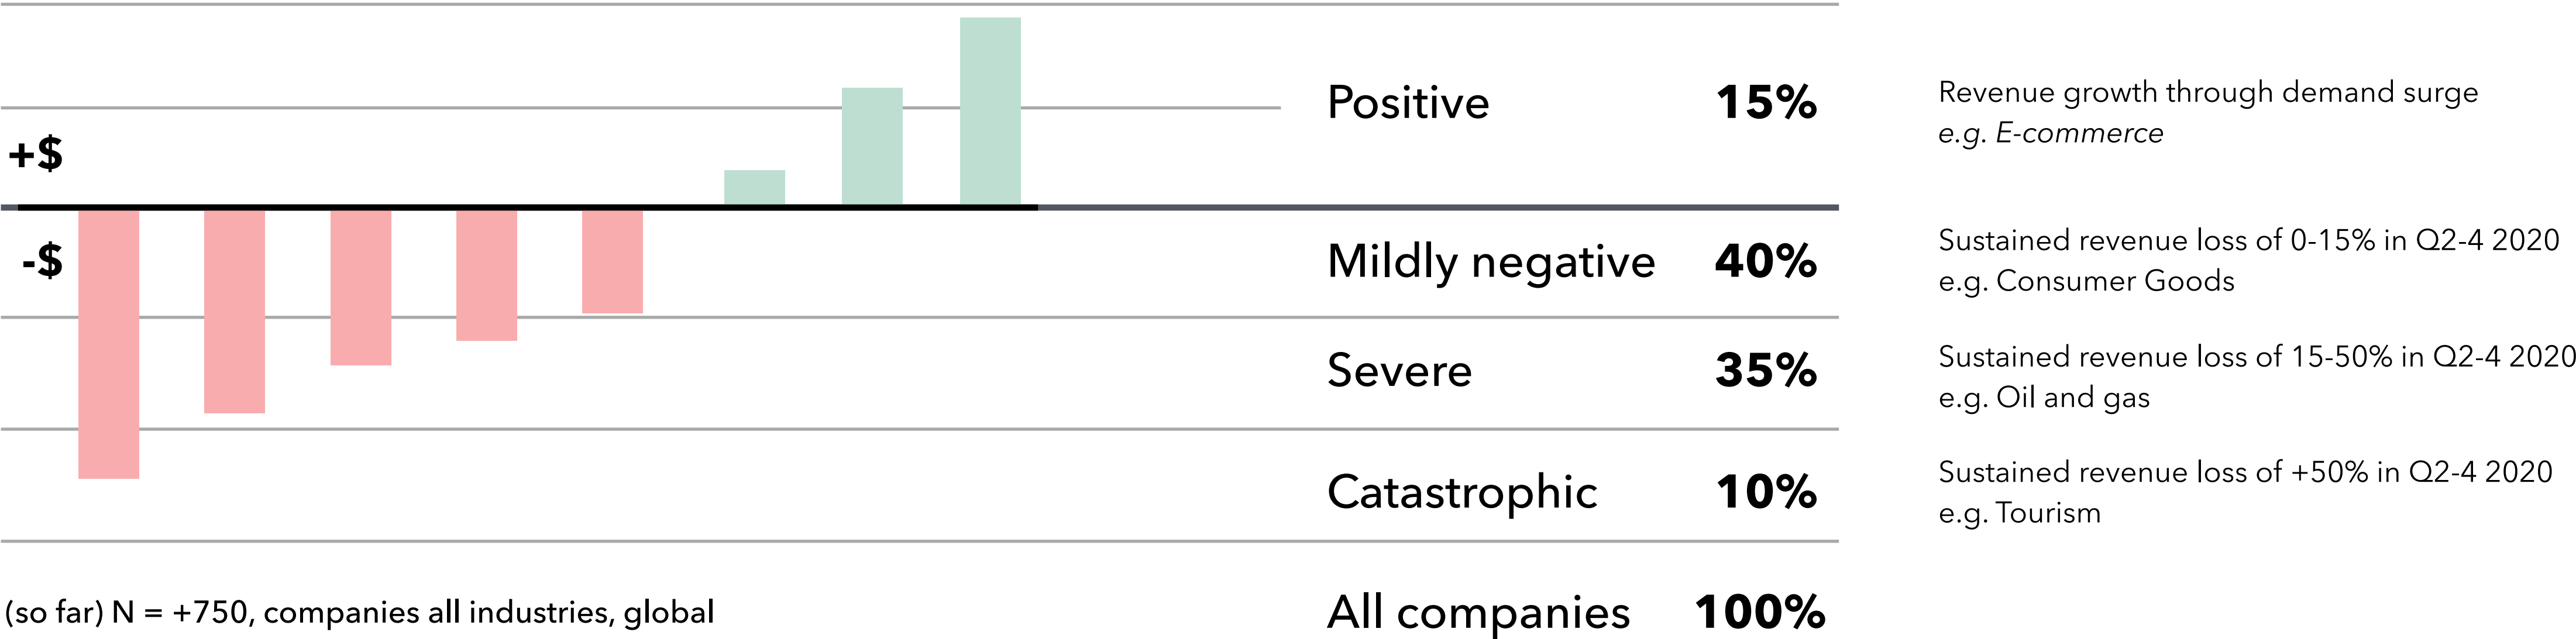 +$
-$
Positive 15%
Revenue growth through demand surge
e.g. E-commerce
Mildly negative 40%
Sustained revenue loss of 0-15% in Q2-4 2020
e.g. Consumer Goods
Severe 35%
Sustained revenue loss of 15-50% in Q2-4 2020
e.g. Oil and gas
Catastrophic 10%
Sustained revenue loss of +50% in Q2-4 2020
e.g. Tourism
(so far) N = +750, companies all industries, global
All companies 100%